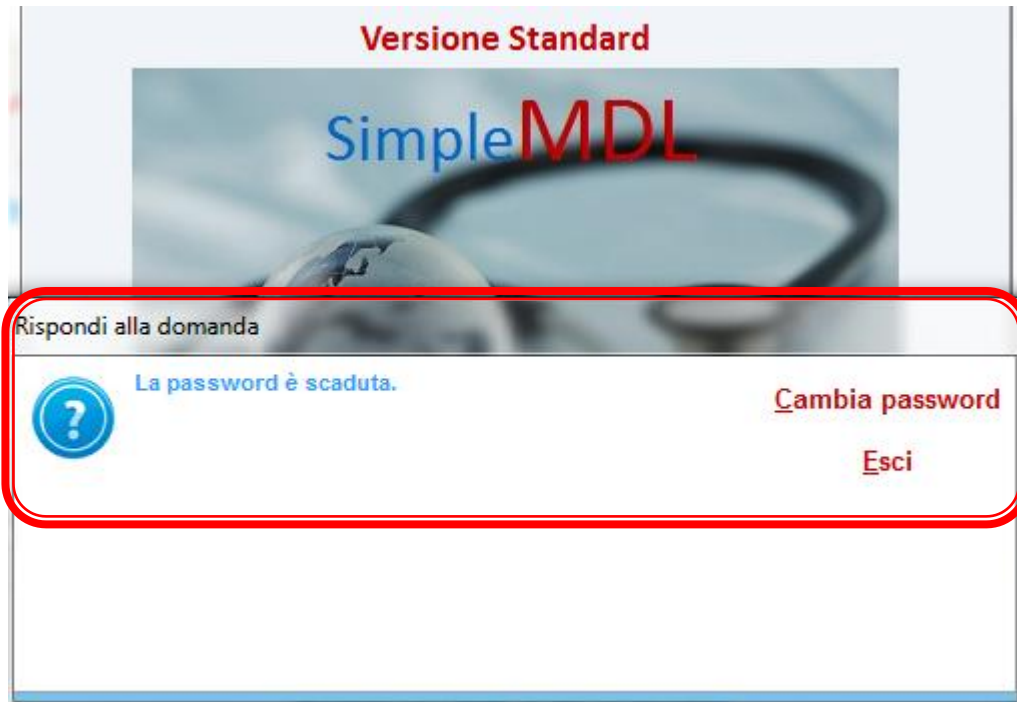 Versione Standard
SimpleMDL
Rispondi alla domanda
La password è scaduta.
Cambia password
Esci